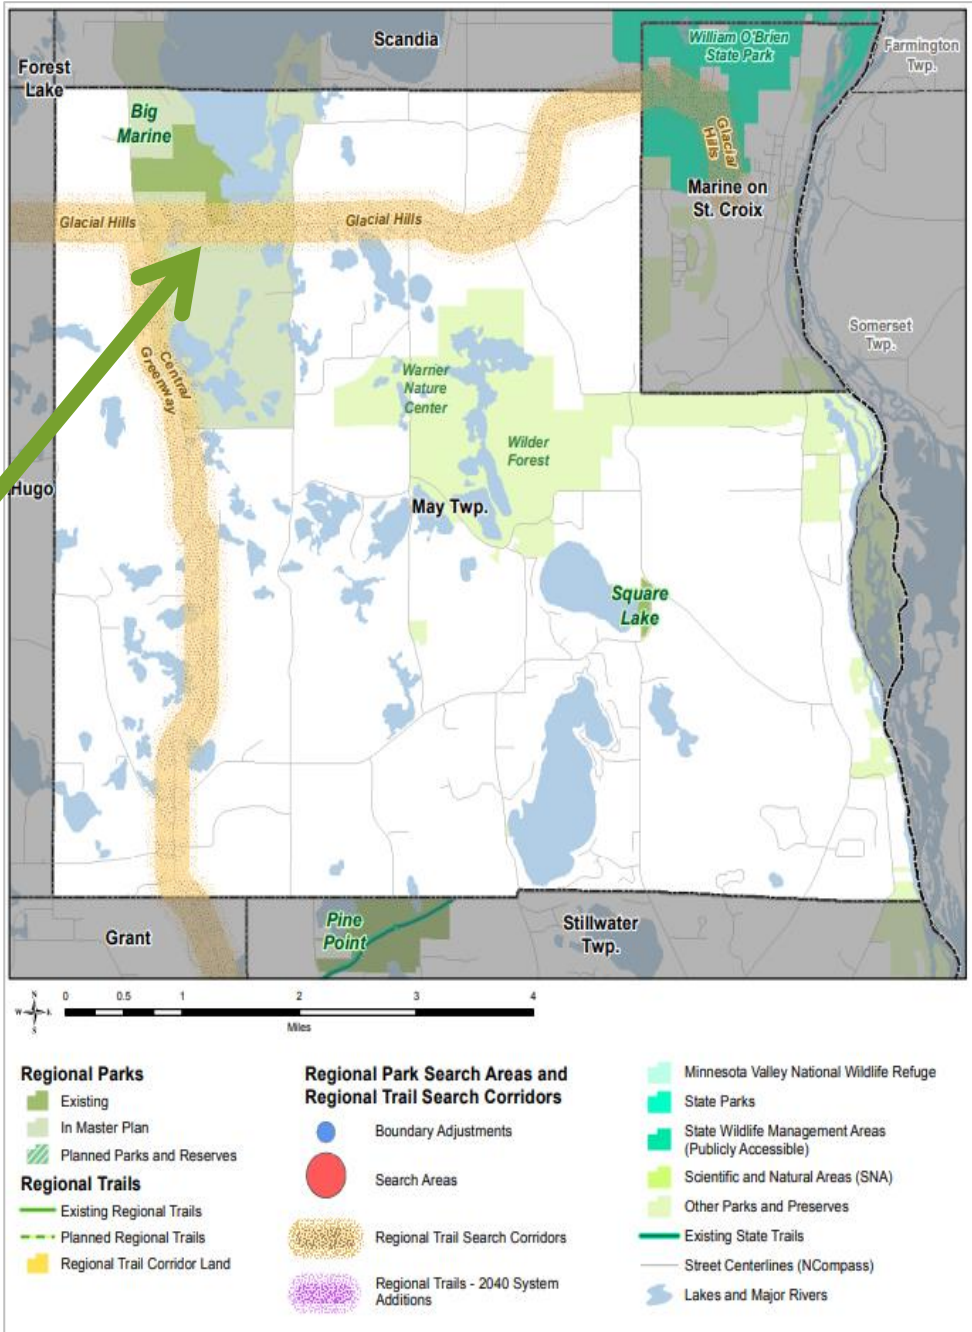 Scandia
William O'Brien
State Park
Farmington
Twp.
Forest
Lake
Big
Marine
Glacial
Hills
Marine on
St. Croix
Glacial Hills
Glacial Hills
Somerset
Twp.
Central
Greenway
Warner
Nature
Center
Wilder
Forest
Hugo
May Twp.
Square
Lake
Pine
Point
Grant
Stillwater
Twp.
N
W
E
S
0
0.5
1
2
3
4
Miles
Regional Parks
Existing
In Master Plan
Planned Parks and Reserves
Regional Trails
Existing Regional Trails
Planned Regional Trails
Regional Trail Corridor Land
Regional Park Search Areas and
Regional Trail Search Corridors
Boundary Adjustments
Search Areas
Regional Trail Search Corridors
Regional Trails - 2040 System
Additions
Minnesota Valley National Wildlife Refuge
State Parks
State Wildlife Management Areas
(Publicly Accessible)
Scientific and Natural Areas (SNA)
Other Parks and Preserves
Existing State Trails
Street Centerlines (NCompass)
Lakes and Major Rivers